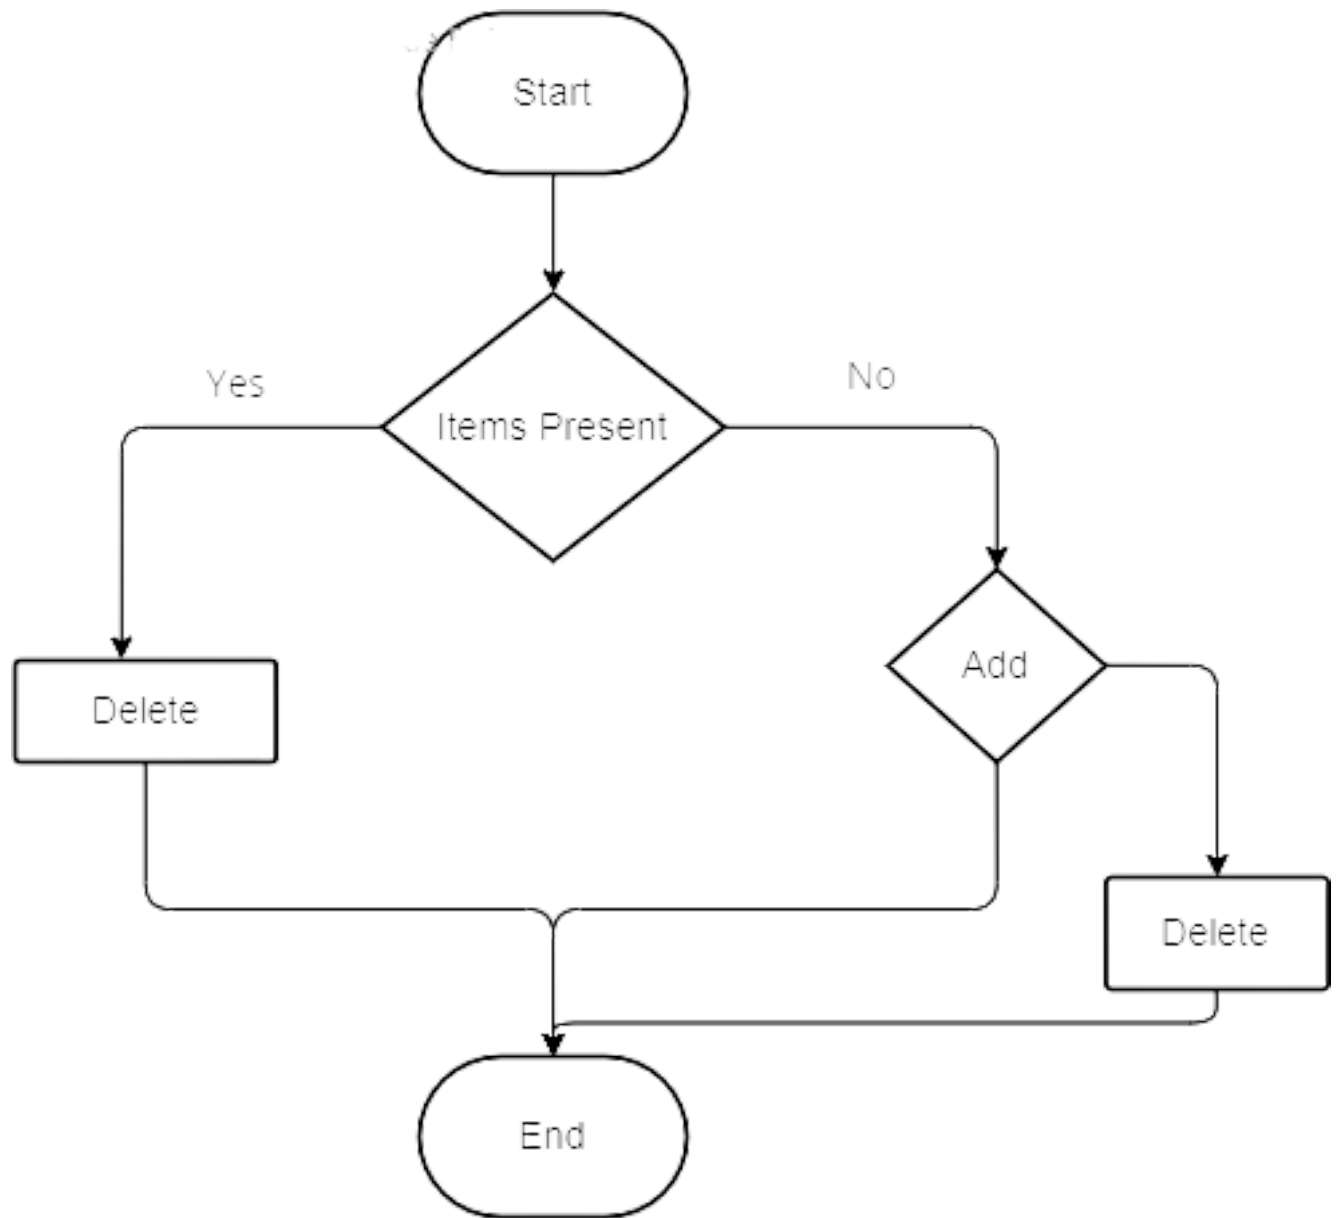 Start
Yes
No
Items Present
Add
Delete
Delete
End